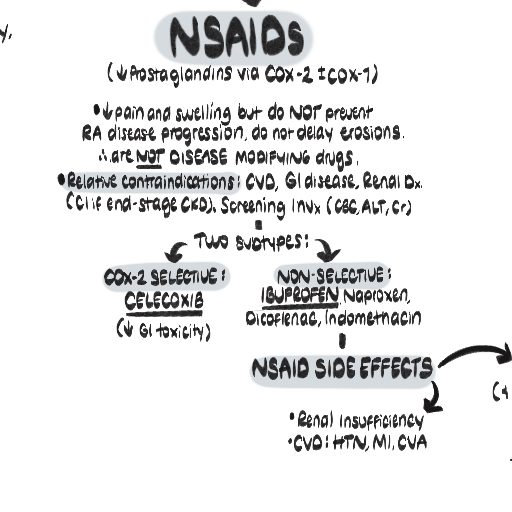 y,
NSAIDs
(↓ Prostaglandins via COX-2 ± COX-1)
• ↓ pain and swelling but do NOT prevent
RA disease progression, do not delay erosions.
∴ are NOT DISEASE MODIFYING drugs.
• Relative contraindications: CVD, GI disease, Renal Dx.
(CI if end-stage CKD). Screening Invx (CBC, ALT, Cr)
TWO SUBTYPES:
COX-2 SELECTIVE:
CELECOXIB
(↓ GI toxicity)
NON-SELECTIVE:
IBUPROFEN Naproxen,
Dicoflenac, Indomethacin
NSAID SIDE EFFECTS
• Renal Insufficiency
• CVD: HTN, MI, CVA